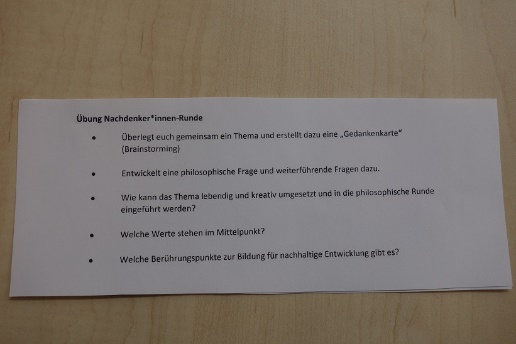 Übung Nachdenker*innen-Runde
• Überlegt euch gemeinsam ein Thema und erstellt dazu eine „Gedankenkarte“
(Brainstorming)
• Entwickelt eine philosophische Frage und weiterführende Fragen dazu.
• Wie kann das Thema lebendig und kreativ umgesetzt und in die philosophische Runde
eingeführt werden?
• Welche Werte stehen im Mittelpunkt?
• Welche Berührungspunkte zur Bildung für nachhaltige Entwicklung gibt es?